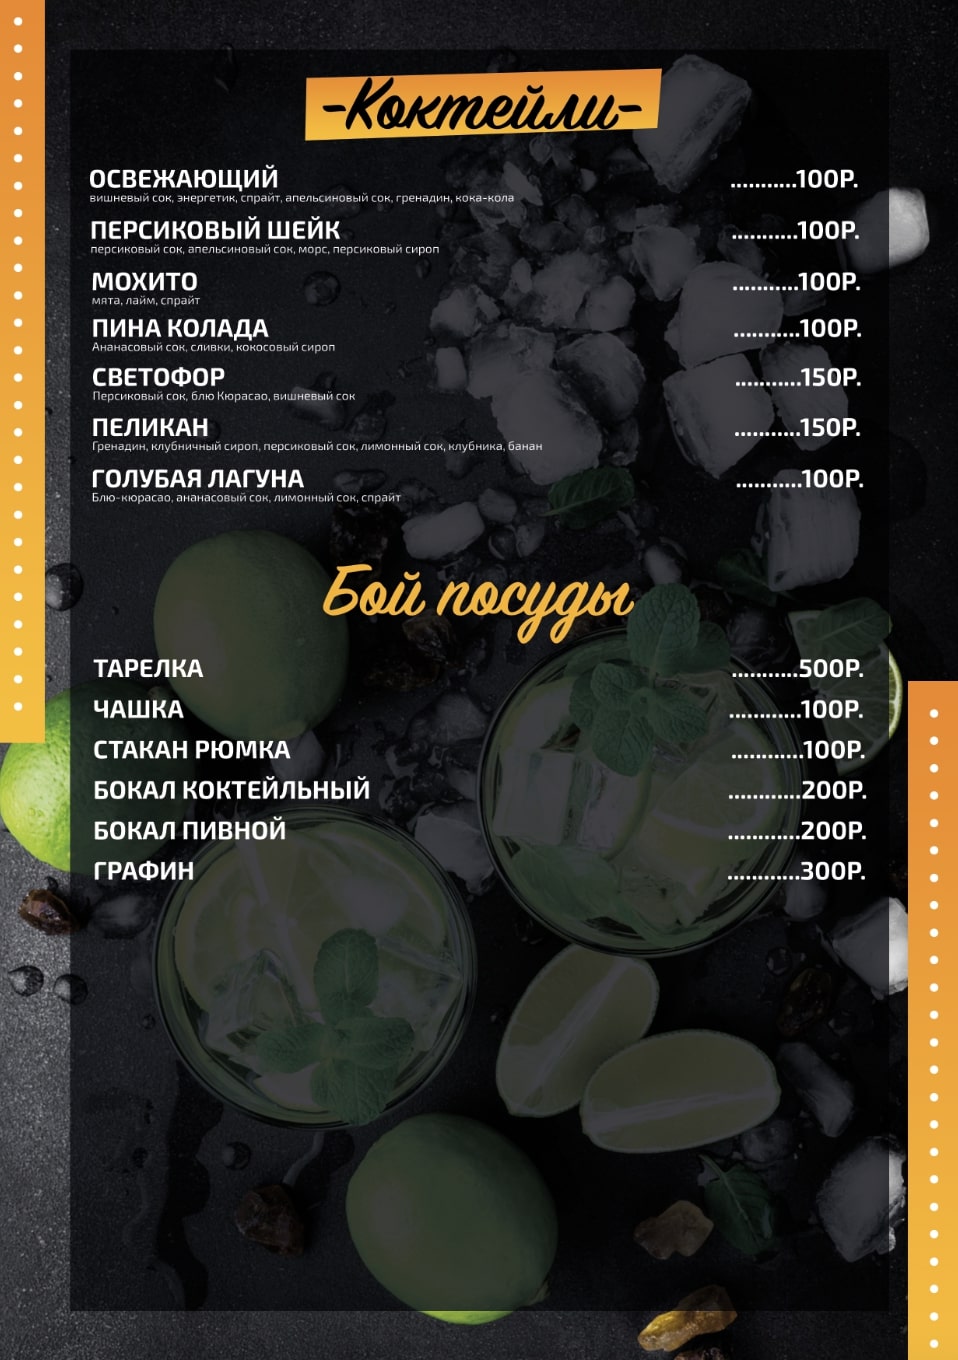 -Коктейли-
ОСВЕЖАЮЩИЙ ...........100Р.
вишневый сок, энергетик, спрайт, апельсиновый сок, гренадин, кока-кола
ПЕРСИКОВЫЙ ШЕЙК ...........100Р.
персиковый сок, апельсиновый сок, морс, персиковый сироп
МОХИТО ...........100Р.
мята, лайм, спрайт
ПИНА КОЛАДА ...........100Р.
Ананасовый сок, сливки, кокосовый сироп
СВЕТОФОР ...........150Р.
Персиковый сок, блю Кюрасао, вишневый сок
ПЕЛИКАН ...........150Р.
Гренадин, клубничный сироп, персиковый сок, лимонный сок, клубника, банан
ГОЛУБАЯ ЛАГУНА ...........100Р.
Блю-кюрасао, ананасовый сок, лимонный сок, спрайт
Бой посуды
ТАРЕЛКА ...........500Р.
ЧАШКА ............100Р.
СТАКАН РЮМКА ............100Р.
БОКАЛ КОКТЕЙЛЬНЫЙ ............200Р.
БОКАЛ ПИВНОЙ ............200Р.
ГРАФИН ............300Р.